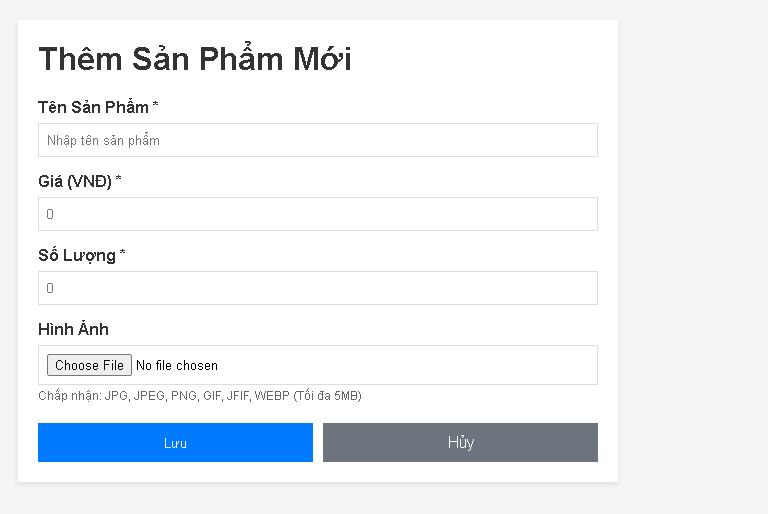 Thêm Sản Phẩm Mới
Tên Sản Phẩm *
Nhập tên sản phẩm
Giá (VNĐ) *
0
Số Lượng *
0
Hình Ảnh
Choose File No file chosen
Chấp nhận: JPG, JPEG, PNG, GIF, JFIF, WEBP (Tối đa 5MB)
Lưu Hủy